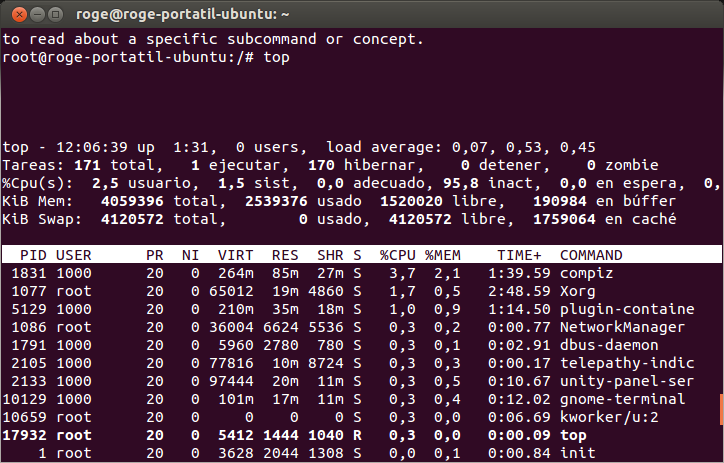 roge@roge-portatil-ubuntu: ~
to read about a specific subcommand or concept.
root@roge-portatil-ubuntu:/# top
top - 12:06:39 up  1:31,  0 users,  load average: 0,07, 0,53, 0,45
Tareas: 171 total,   1 ejecutar, 170 hibernar,   0 detener,   0 zombie
%Cpu(s):  2,5 usuario,  1,5 sist,  0,0 adecuado, 95,8 inact,  0,0 en espera,  0,
KiB Mem:   4059396 total,  2539376 usado  1520020 libre,   190984 en búffer
KiB Swap:  4120572 total,        0 usado,  4120572 libre,  1759064 en caché
PID USER      PR  NI  VIRT  RES  SHR S  %CPU %MEM    TIME+  COMMAND
1831 1000      20   0  264m  85m  27m S   3,7  2,1   1:39.59 compiz
1077 root      20   0 65012  19m 4860 S   1,7  0,5   2:48.59 Xorg
5129 1000      20   0  210m  35m  18m S   1,0  0,9   1:14.50 plugin-containe
1086 root      20   0 36004 6624 5536 S   0,3  0,2   0:00.77 NetworkManager
1791 1000      20   0  5960 2780  780 S   0,3  0,1   0:02.91 dbus-daemon
2105 1000      20   0 77816  10m 8724 S   0,3  0,3   0:00.17 telepathy-indic
2133 1000      20   0 97444  20m  11m S   0,3  0,5   0:10.67 unity-panel-ser
10129 1000      20   0  101m  17m  11m S   0,3  0,4   0:12.02 gnome-terminal
10659 root      20   0     0    0    0 S   0,3  0,0   0:06.69 kworker/u:2
17932 root      20   0  5412 1444 1040 R   0,3  0,0   0:00.09 top
1 root      20   0  3628 2044 1308 S   0,0  0,1   0:00.84 init